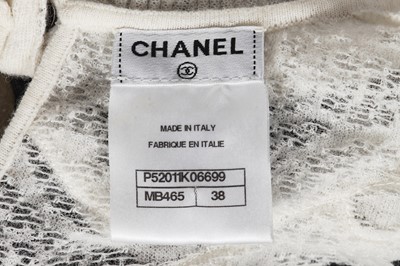 CHANEL
MADE IN ITALY
FABRIQUE EN ITALIE
P52011K06699
MB465 38